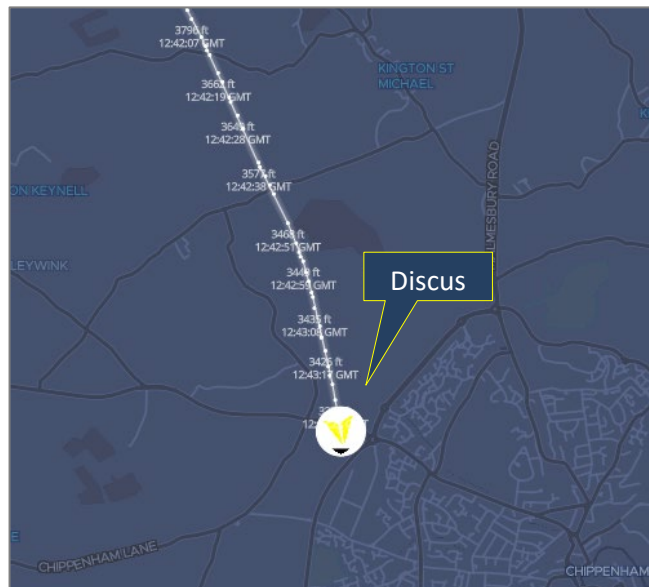 3796 ft
12:42:07 GMT
KINGTON ST
MICHAEL
3662 ft
12:42:19 GMT
3645 ft
12:42:28 GMT
3577 ft
12:42:38 GMT
ON KEYNELL
LMESBURY ROAD
3468 ft
12:42:51 GMT
LEYWINK
3449 ft
12:42:59 GMT
Discus
3435 ft
12:43:08 GMT
3426 ft
12:43:17 GMT
CHIPPENHAM LANE
CHIPPENHAM